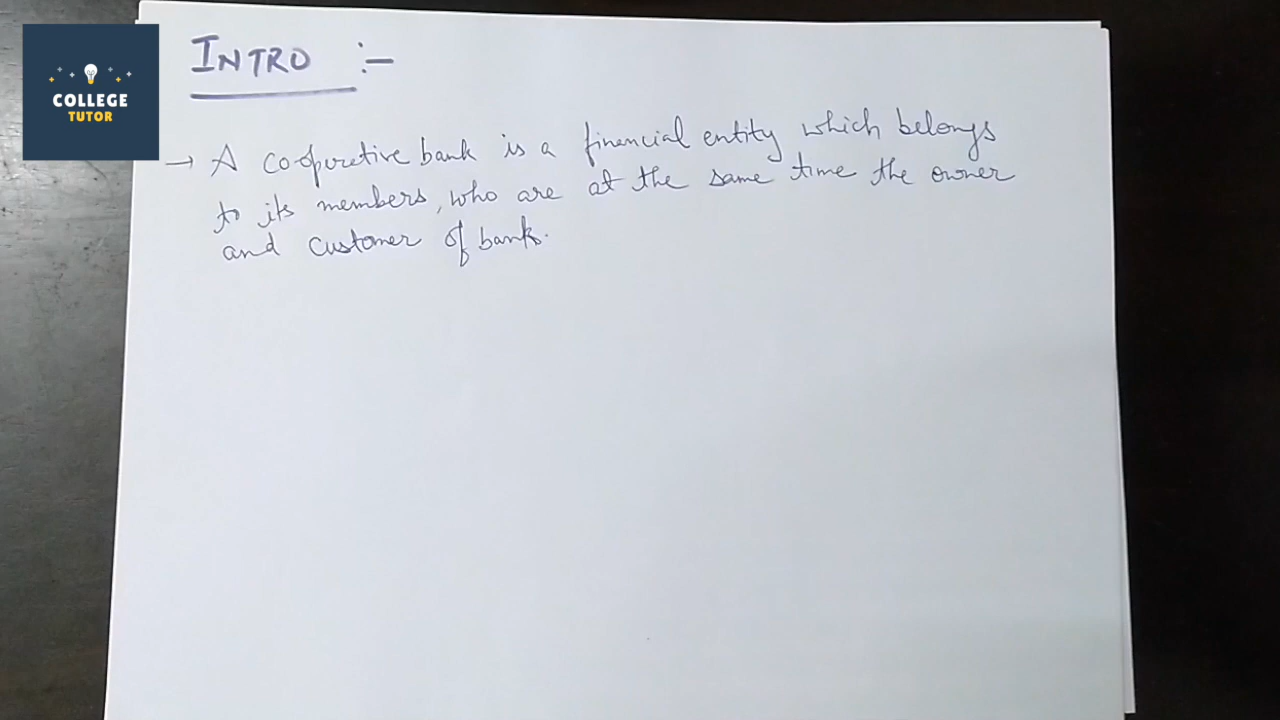 INTRO :-
COLLEGE
TUTOR
→ A co-operative bank is a financial entity which belongs
to its members, who are at the same time the owner
and customer of bank.